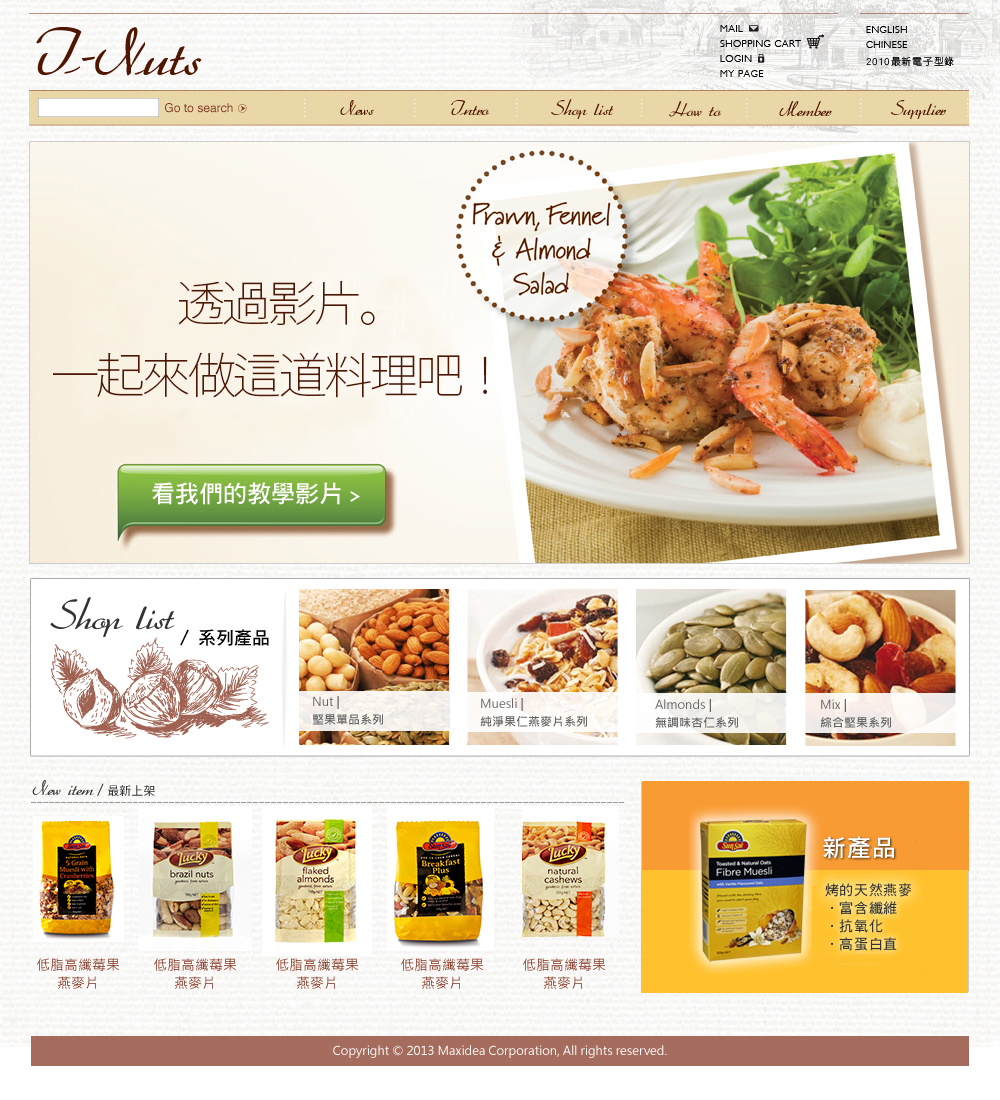 T-Nuts
MAIL
SHOPPING CART
LOGIN
MY PAGE
ENGLISH
CHINESE
2010最新電子型錄
Go to search
News
Intro
Shop list
How to
Member
Supplier
Prawn, Fennel
& Almond
Salad
透過影片。
一起來做這道料理吧！
看我們的教學影片 >
Shop list
/ 系列產品
Nut |
堅果單品系列
Muesli |
純淨果仁燕麥片系列
Almonds |
無調味杏仁系列
Mix |
綜合堅果系列
New item / 最新上架
Sun Sol
5 Grain
Muesli with
Cranberries
Lucky
brazil nuts
Lucky
flaked
almonds
Sun Sol
Breakfast
Plus
Lucky
natural
cashews
低脂高纖莓果
燕麥片
低脂高纖莓果
燕麥片
低脂高纖莓果
燕麥片
低脂高纖莓果
燕麥片
低脂高纖莓果
燕麥片
Sun Sol
Toasted & Natural Oats
Fibre Muesli
with Vanilla Flavoured Oats
新產品
烤的天然燕麥
・富含纖維
・抗氧化
・高蛋白直
Copyright © 2013 Maxidea Corporation, All rights reserved.